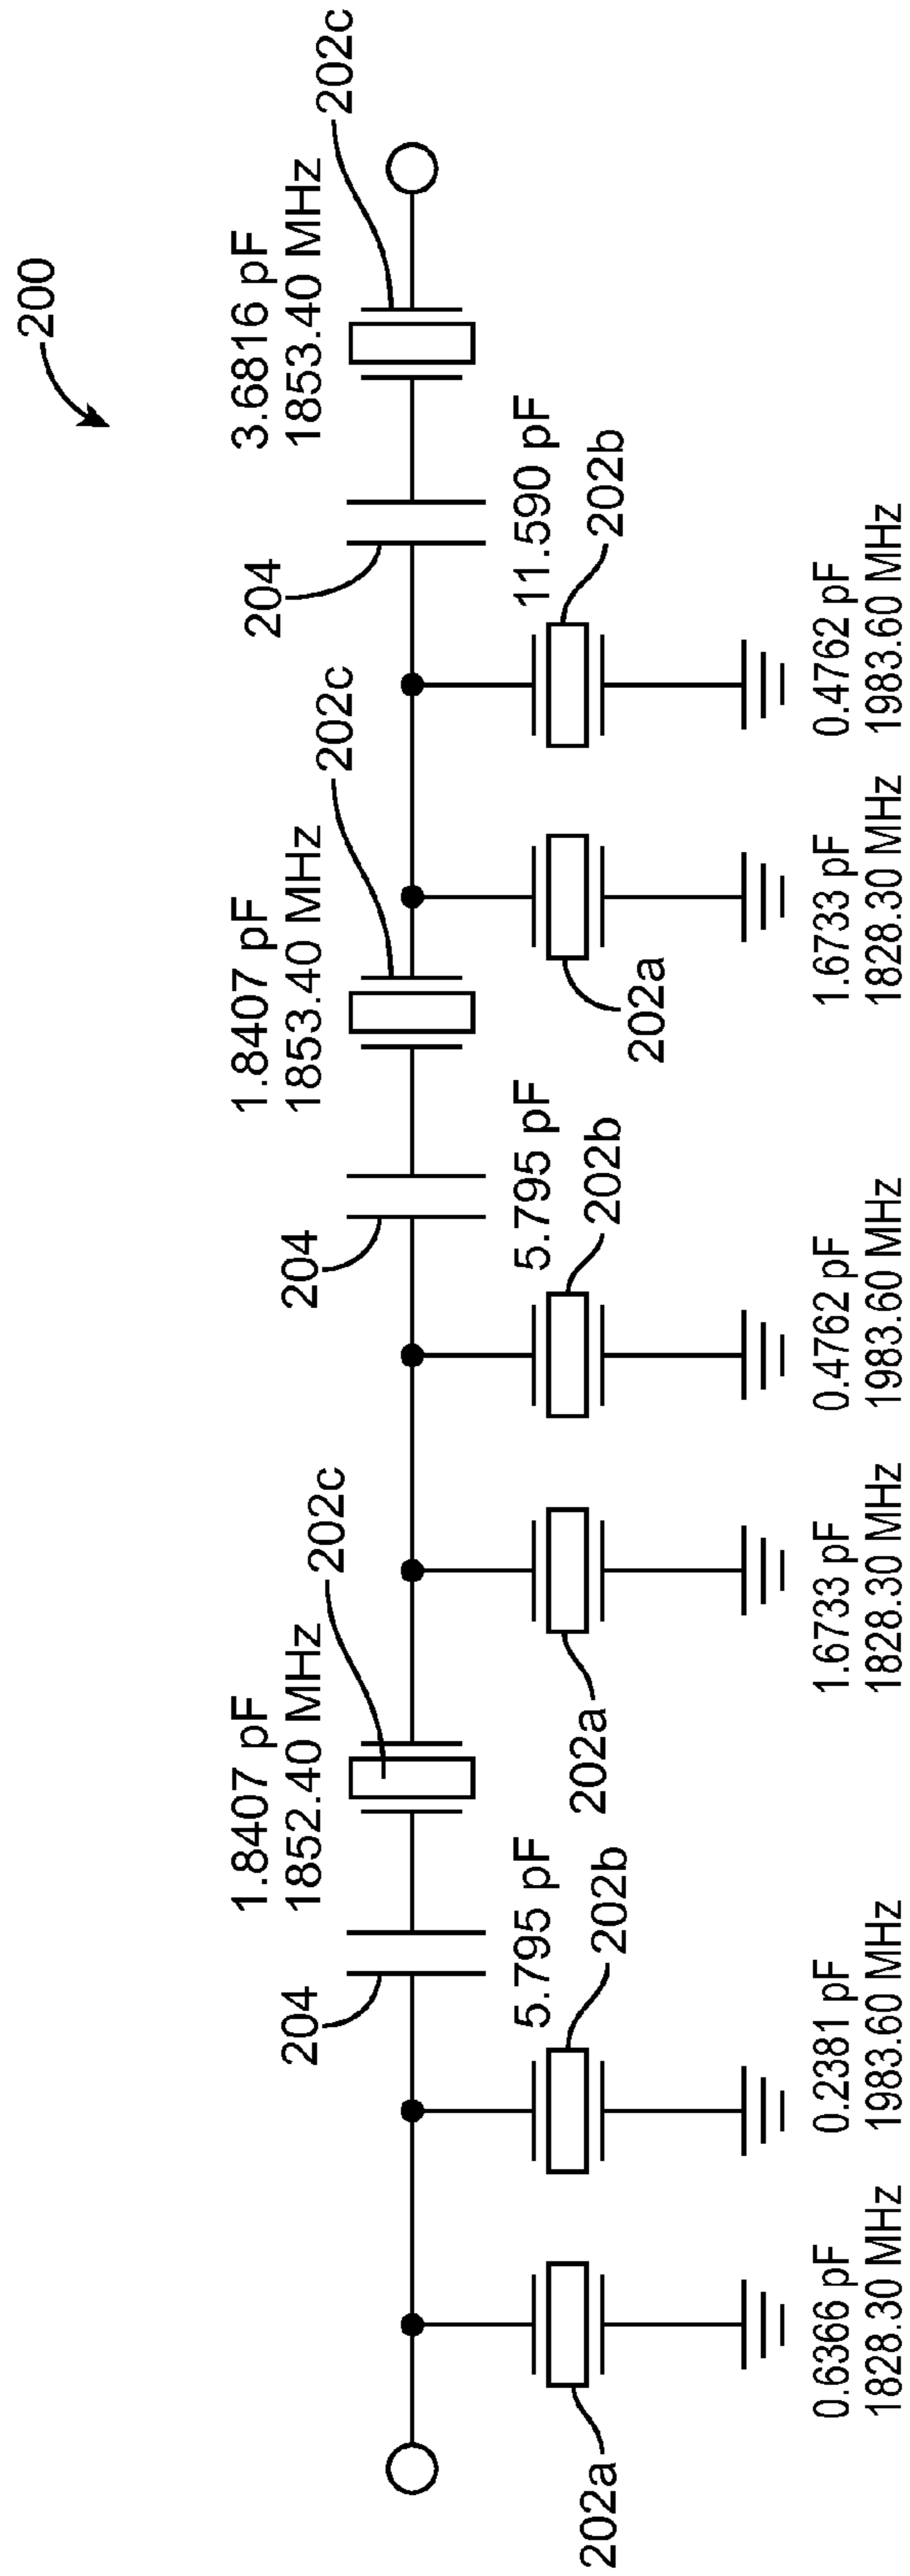 200
1.8407 pF
1852.40 MHz
202c
1.8407 pF
1853.40 MHz
202c
3.6816 pF
1853.40 MHz
202c
204
204
204
5.795 pF
202b
5.795 pF
202b
11.590 pF
202b
202a
202a
202a
0.6366 pF
1828.30 MHz
0.2381 pF
1983.60 MHz
1.6733 pF
1828.30 MHz
0.4762 pF
1983.60 MHz
1.6733 pF
1828.30 MHz
0.4762 pF
1983.60 MHz